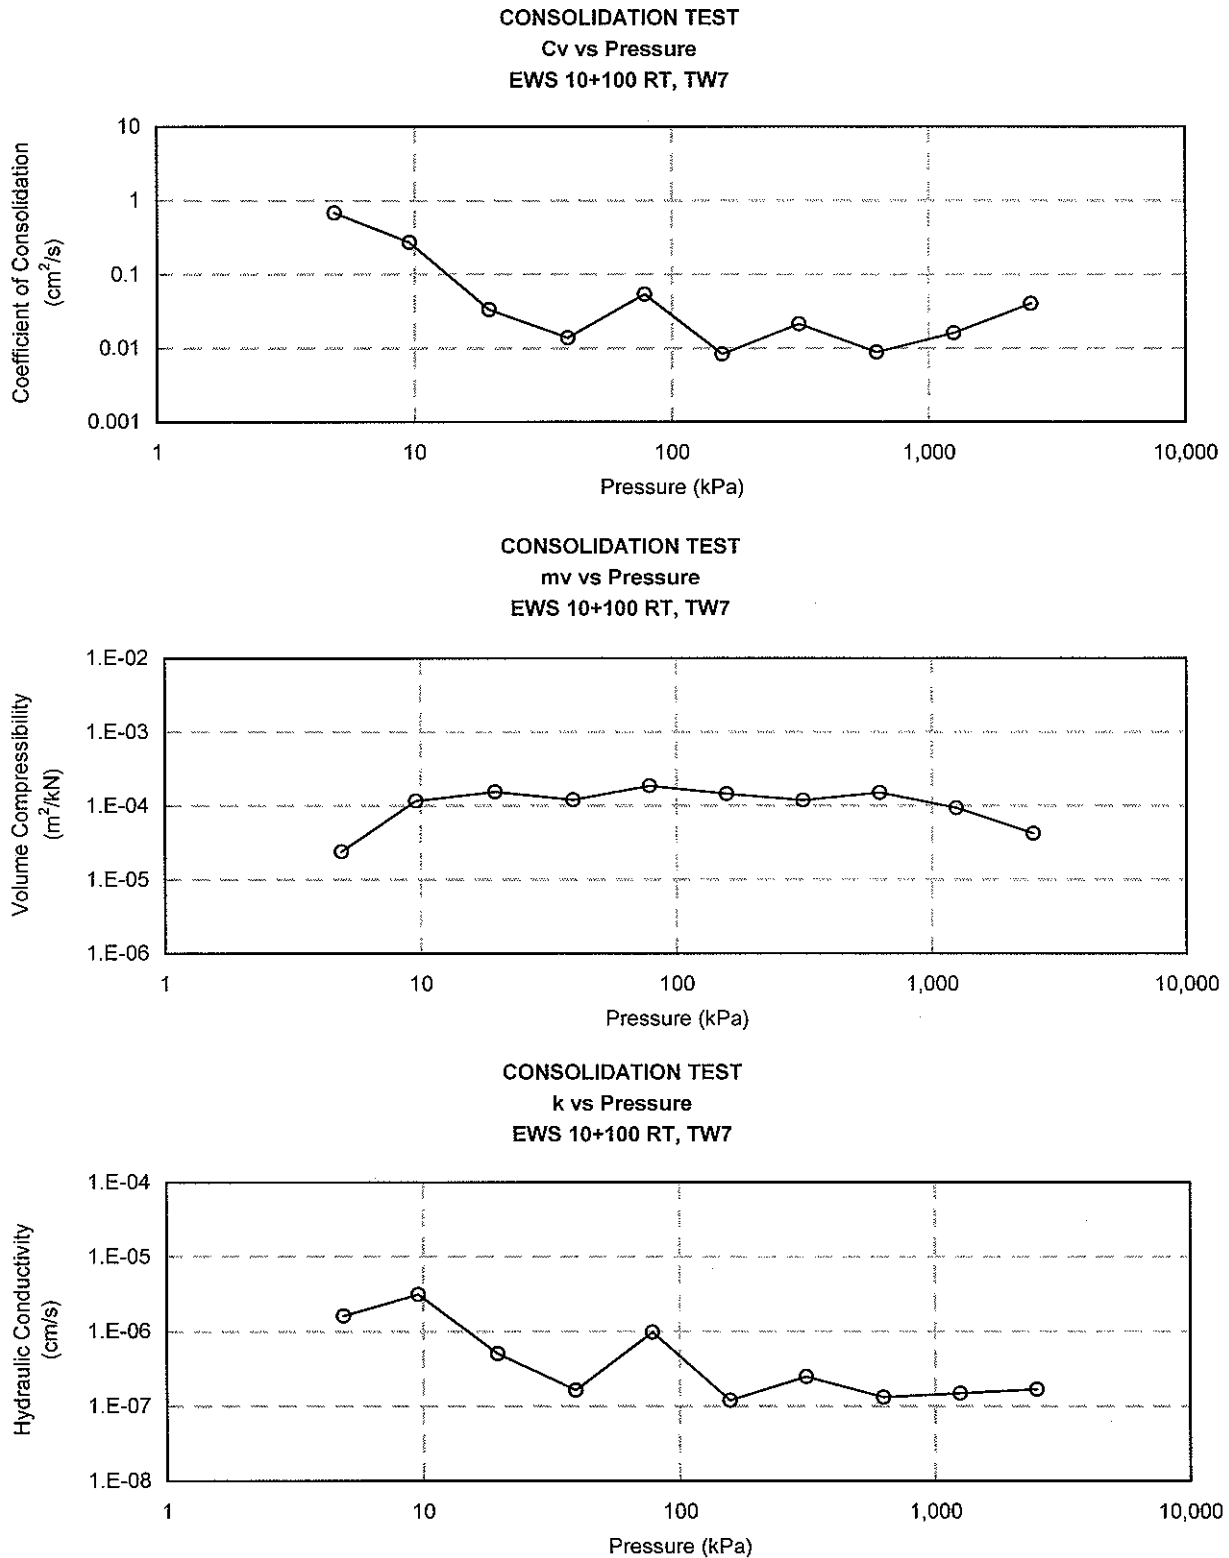 CONSOLIDATION TEST
Cv vs Pressure
EWS 10+100 RT, TW7
Coefficient of Consolidation
(cm²/s)
10
1
0.1
0.01
0.001
1
10
100
1,000
10,000
Pressure (kPa)
CONSOLIDATION TEST
mv vs Pressure
EWS 10+100 RT, TW7
Volume Compressibility
(m²/kN)
1.E-02
1.E-03
1.E-04
1.E-05
1.E-06
1
10
100
1,000
10,000
Pressure (kPa)
CONSOLIDATION TEST
k vs Pressure
EWS 10+100 RT, TW7
Hydraulic Conductivity
(cm/s)
1.E-04
1.E-05
1.E-06
1.E-07
1.E-08
1
10
100
1,000
10,000
Pressure (kPa)